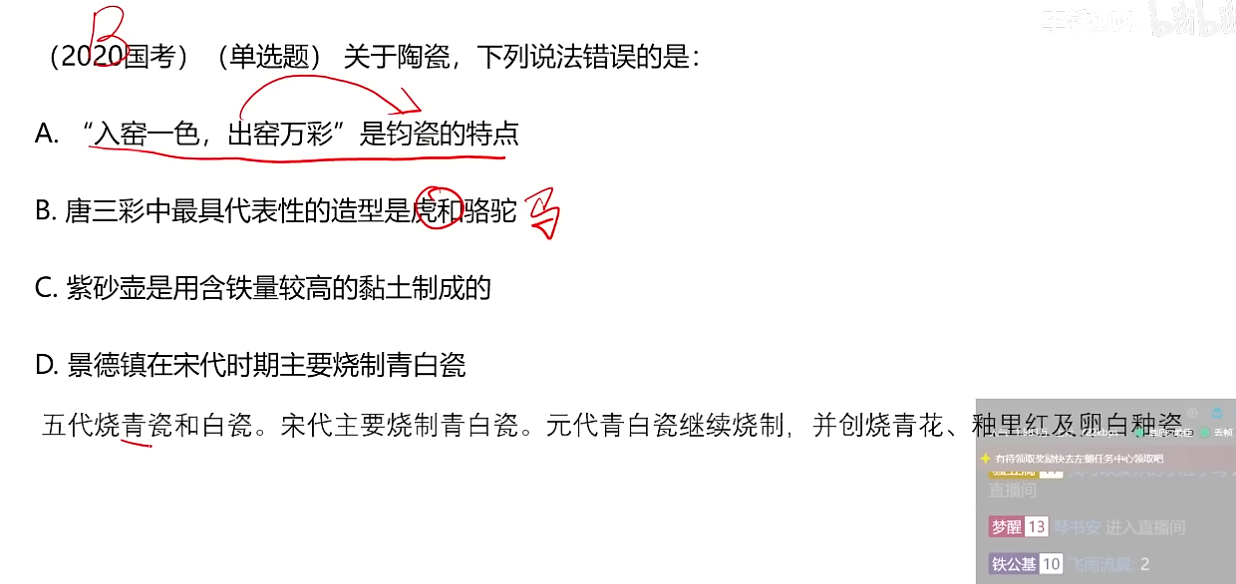 B
（2020国考）（单选题） 关于陶瓷，下列说法错误的是：
A. “入窑一色，出窑万彩”是钧瓷的特点
B. 唐三彩中最具代表性的造型是虎和骆驼 马
C. 紫砂壶是用含铁量较高的黏土制成的
D. 景德镇在宋代时期主要烧制青白瓷
五代烧青瓷和白瓷。宋代主要烧制青白瓷。元代青白瓷继续烧制，并创烧青花、釉里红及卵白釉瓷
有待领取奖励快去左侧任务中心领取吧
直播间
梦醒 13 琴书安 进入直播间
铁公基 10 飞雨流翼: 2